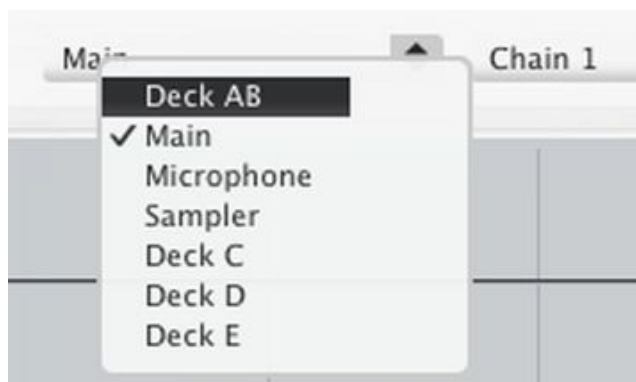 Main
Chain 1
Deck AB
✓ Main
Microphone
Sampler
Deck C
Deck D
Deck E